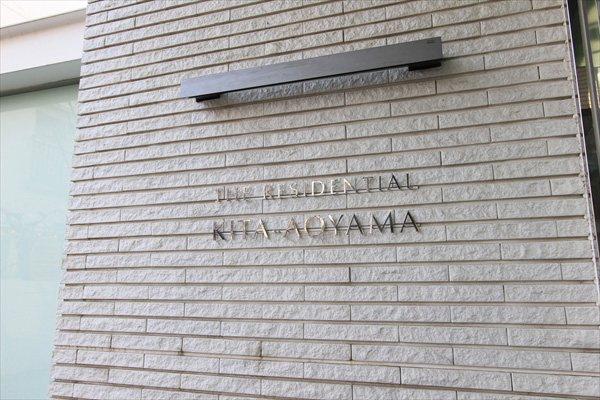 THE RESIDENTIAL
KITA-AOYAMA